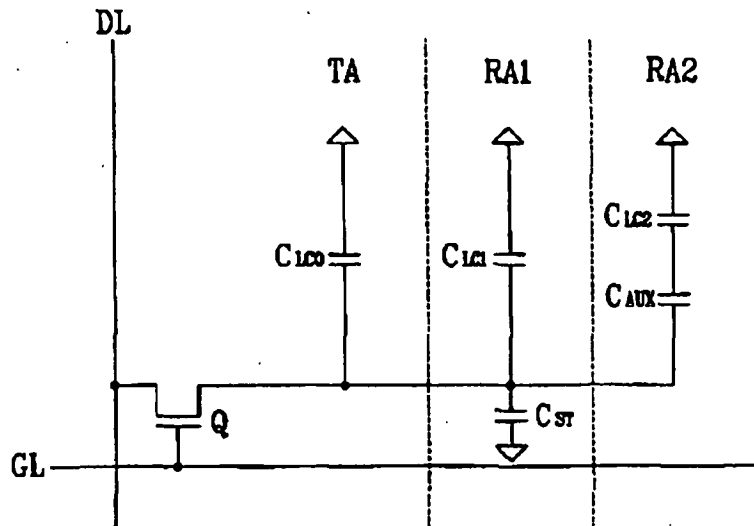 DL
TA RA1 RA2
CLC2
CLC0 CLC1
CAUX
Q CST
GL